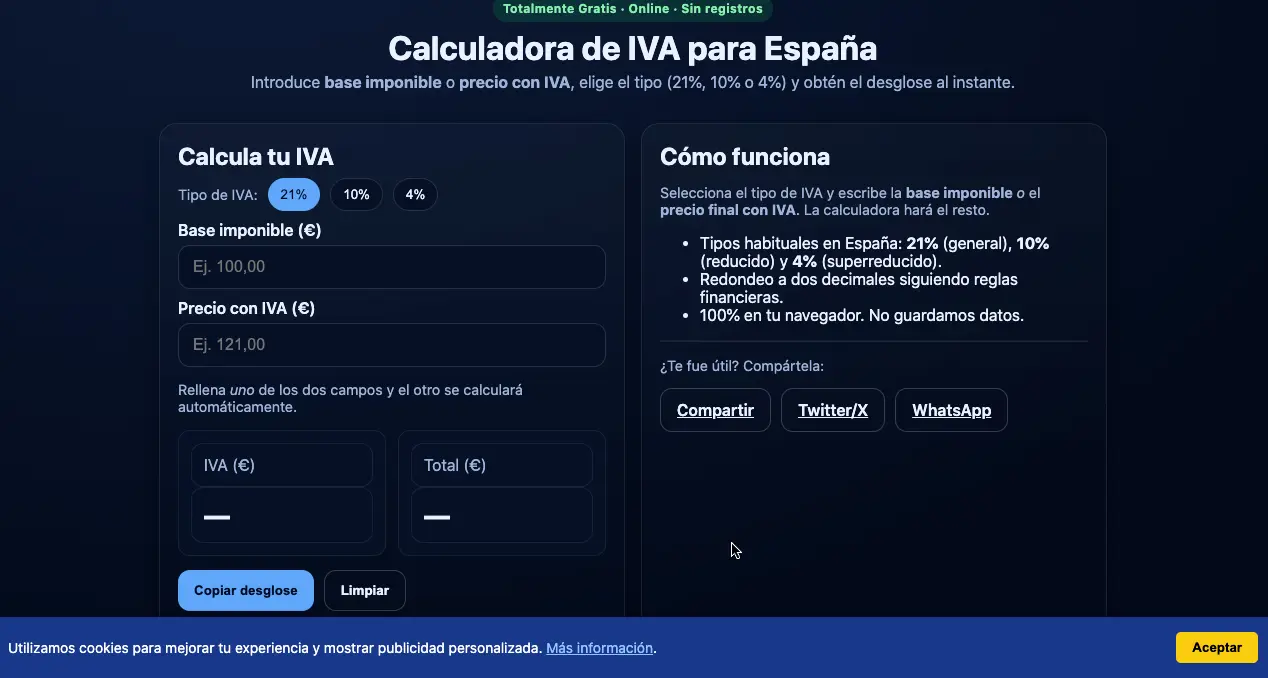 Totalmente Gratis · Online · Sin registros
Calculadora de IVA para España
Introduce base imponible o precio con IVA, elige el tipo (21%, 10% o 4%) y obtén el desglose al instante.
Calcula tu IVA
Tipo de IVA: 21% 10% 4%
Base imponible (€)
Ej. 100,00
Precio con IVA (€)
Ej. 121,00
Rellena uno de los dos campos y el otro se calculará
automáticamente.
IVA (€)
—
Total (€)
—
Copiar desglose Limpiar
Cómo funciona
Selecciona el tipo de IVA y escribe la base imponible o el
precio final con IVA. La calculadora hará el resto.
• Tipos habituales en España: 21% (general), 10%
(reducido) y 4% (superreducido).
• Redondeo a dos decimales siguiendo reglas
financieras.
• 100% en tu navegador. No guardamos datos.
¿Te fue útil? Compártela:
Compartir Twitter/X WhatsApp
Utilizamos cookies para mejorar tu experiencia y mostrar publicidad personalizada. Más información.
Aceptar